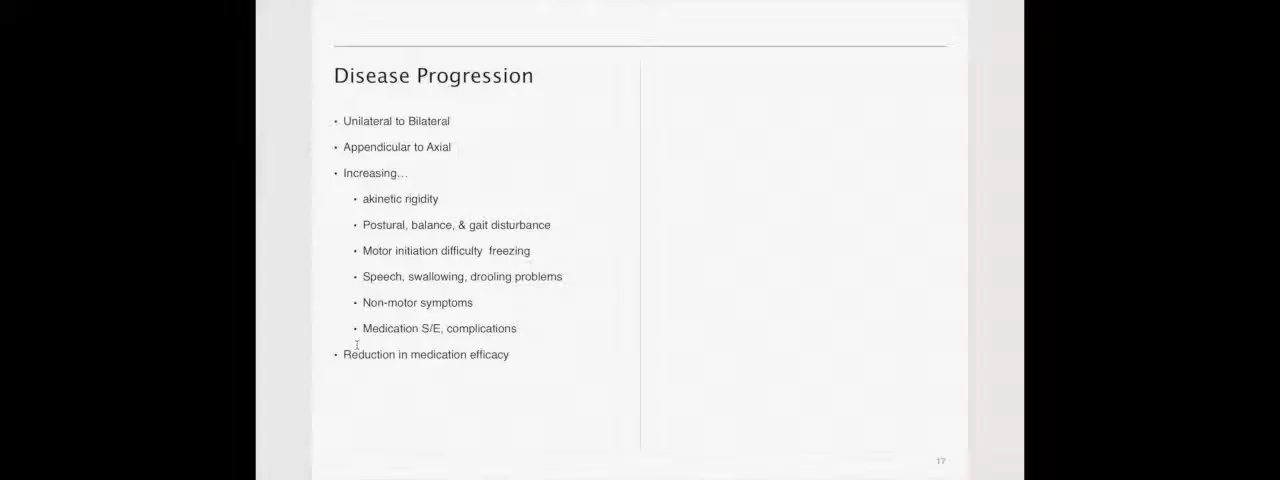 Disease Progression
• Unilateral to Bilateral
• Appendicular to Axial
• Increasing…
• akinetic rigidity
• Postural, balance, & gait disturbance
• Motor initiation difficulty  freezing
• Speech, swallowing, drooling problems
• Non-motor symptoms
• Medication S/E, complications
• Reduction in medication efficacy
17